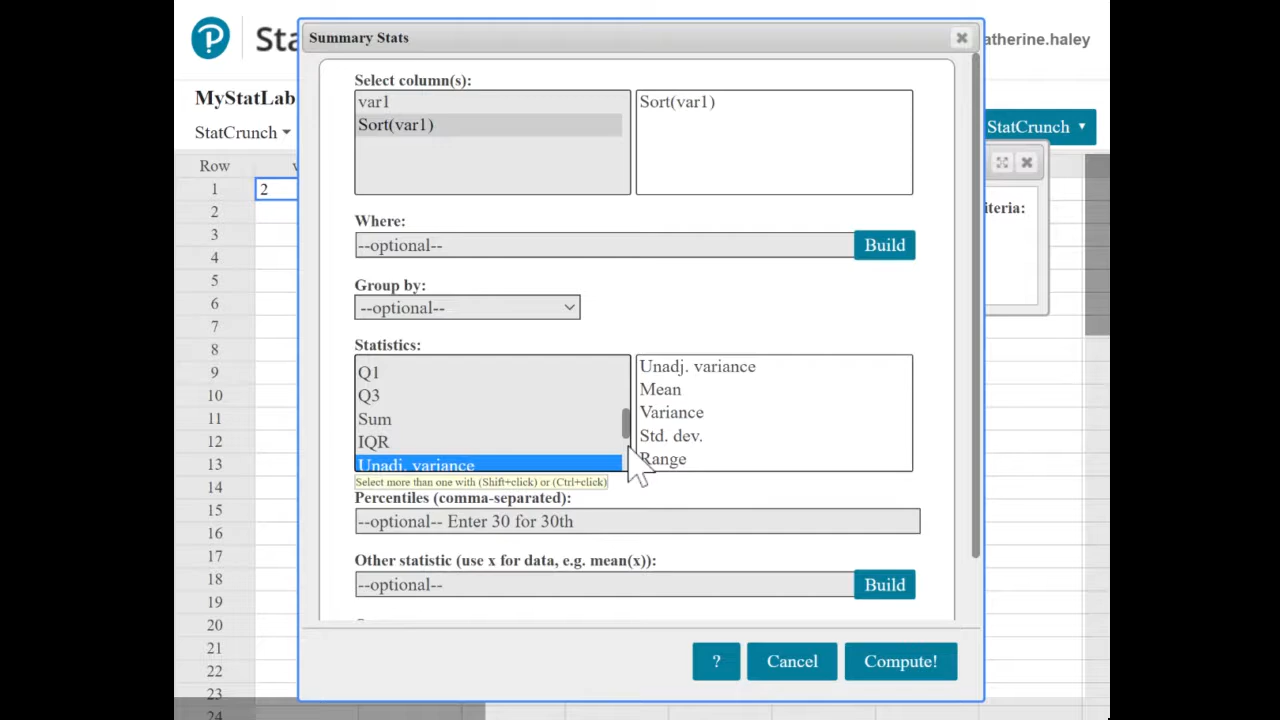 Sta
Summary Stats
atherine.haley
Select column(s):
var1
Sort(var1)
Sort(var1)
MyStatLab
StatCrunch
StatCrunch
Row
1
2
2
3
4
5
6
7
8
9
10
11
12
13
14
15
16
17
18
19
20
21
22
23
24
iteria:
Where:
--optional--
Build
Group by:
--optional--
Statistics:
Q1
Q3
Sum
IQR
Unadj. variance
Unadj. variance
Mean
Variance
Std. dev.
Range
Select more than one with (Shift+click) or (Ctrl+click)
Percentiles (comma-separated):
--optional-- Enter 30 for 30th
Other statistic (use x for data, e.g. mean(x)):
--optional--
Build
?
Cancel
Compute!